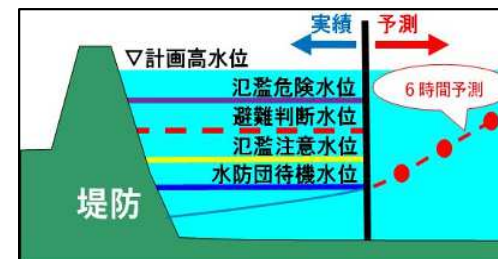 実績 予測
▽計画高水位
氾濫危険水位
6時間予測
避難判断水位
氾濫注意水位
水防団待機水位
堤防